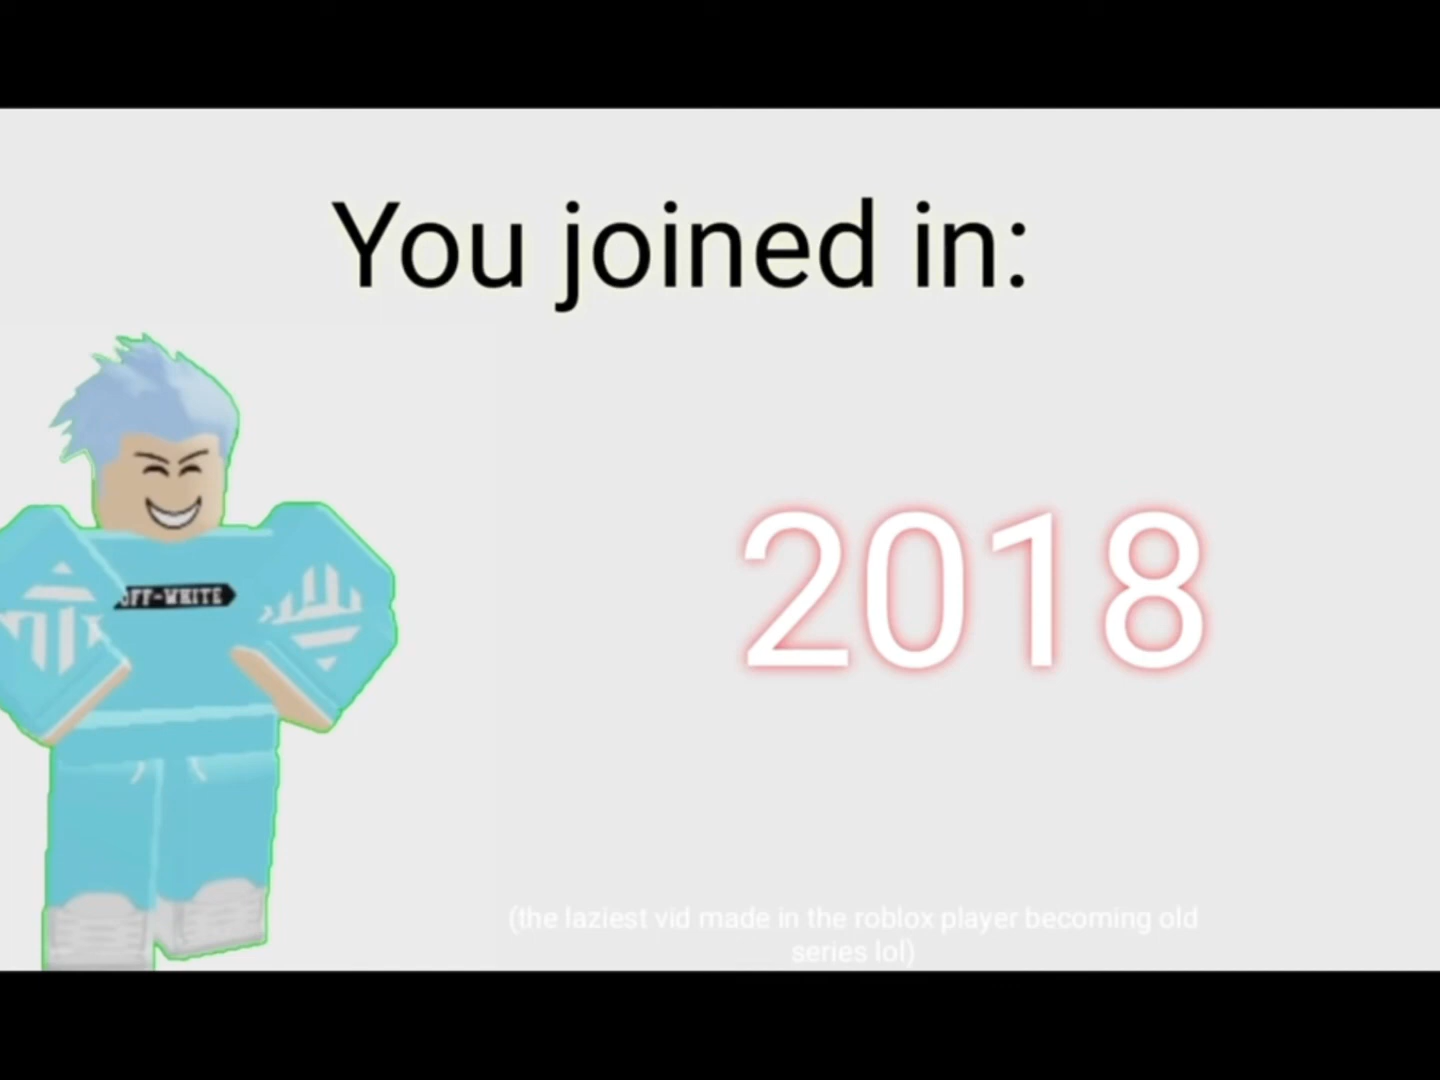 You joined in:
OFF-WHITE
2018
(the laziest vid made in the roblox player becoming old
series lol)